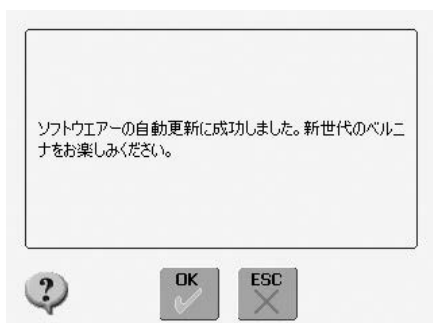 ソフトウエアーの自動更新に成功しました。新世代のベルニ
ナをお楽しみください。
OK
ESC